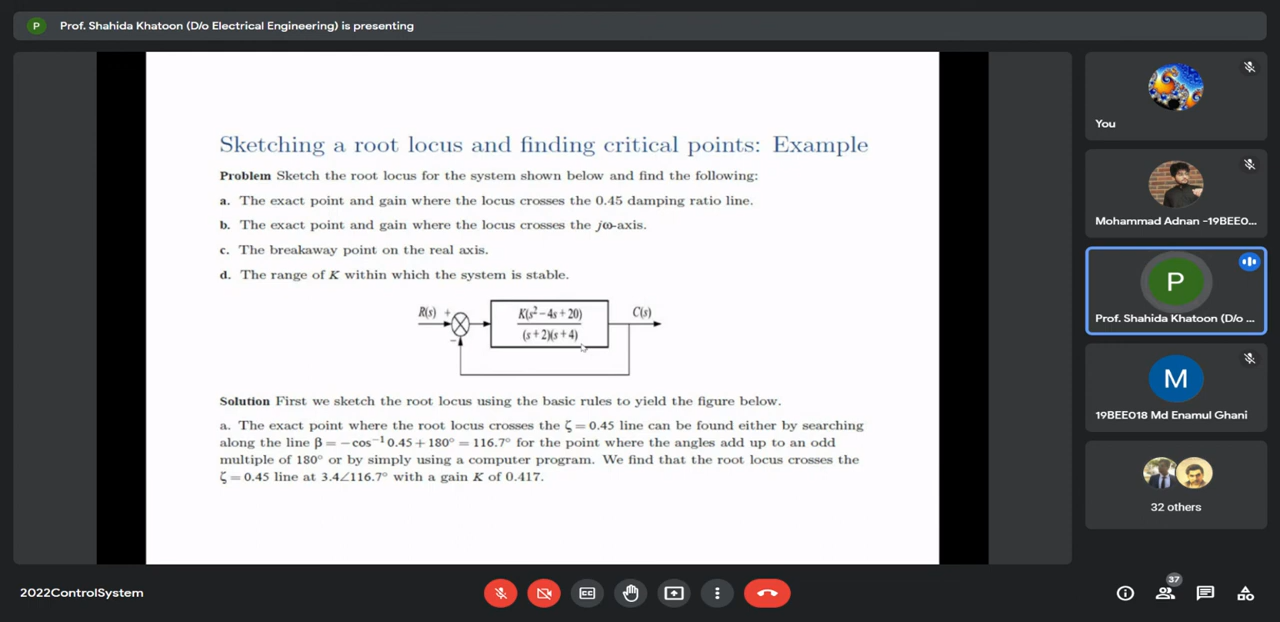 P Prof. Shahida Khatoon (D/o Electrical Engineering) is presenting
Sketching a root locus and finding critical points: Example
Problem Sketch the root locus for the system shown below and find the following:
a. The exact point and gain where the locus crosses the 0.45 damping ratio line.
b. The exact point and gain where the locus crosses the jω-axis.
c. The breakaway point on the real axis.
d. The range of K within which the system is stable.
R(s) + K(s² − 4s + 20) C(s)
− (s + 2)(s + 4)
Solution First we sketch the root locus using the basic rules to yield the figure below.
a. The exact point where the root locus crosses the ζ = 0.45 line can be found either by searching
along the line β = −cos⁻¹ 0.45 + 180° = 116.7° for the point where the angles add up to an odd
multiple of 180° or by simply using a computer program. We find that the root locus crosses the
ζ = 0.45 line at 3.4∠116.7° with a gain K of 0.417.
You
Mohammad Adnan -19BEE0...
P
Prof. Shahida Khatoon (D/o ...
M
19BEE018 Md Enamul Ghani
32 others
2022ControlSystem
CC
37